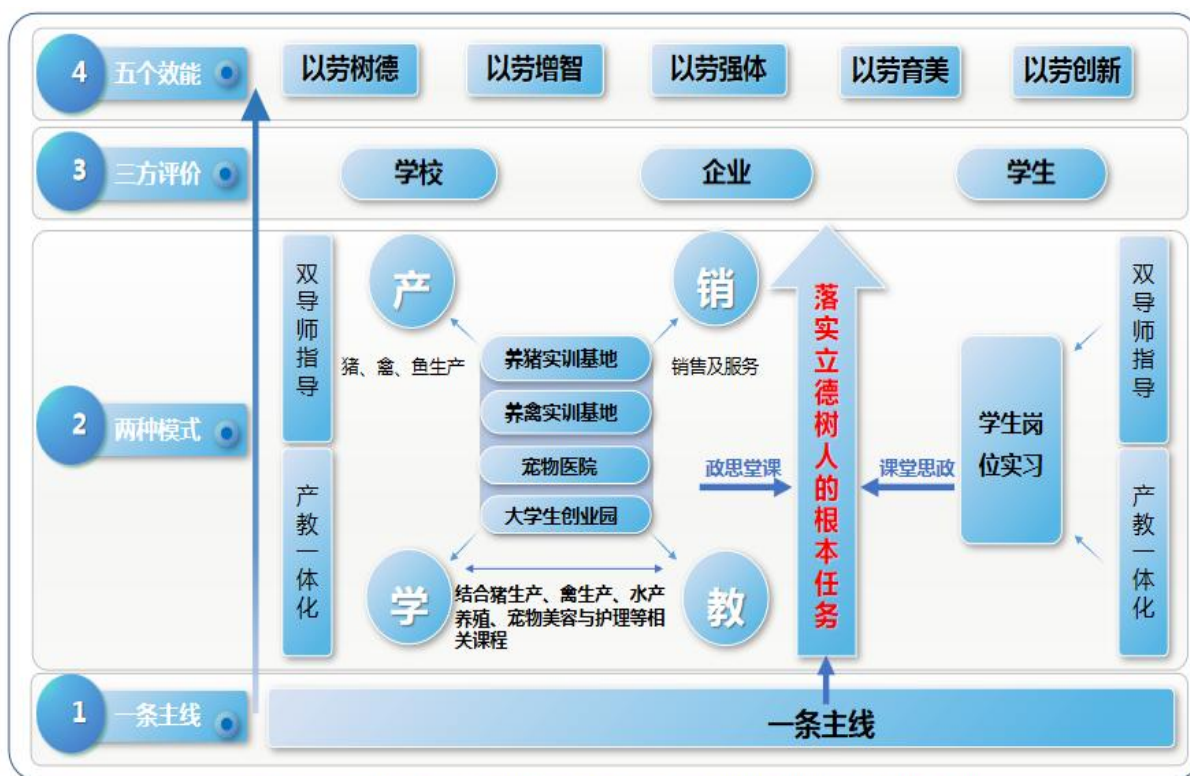 4
五个效能
以劳树德
以劳增智
以劳强体
以劳育美
以劳创新
3
三方评价
学校
企业
学生
2
两种模式
双导师指导
产教一体化
产
猪、禽、鱼生产
销
销售及服务
养猪实训基地
养禽实训基地
宠物医院
大学生创业园
学
教
结合猪生产、禽生产、水产
养殖、宠物美容与护理等相
关课程
政思堂课
落实立德树人的根本任务
课堂思政
学生岗
位实习
双导师指导
产教一体化
1
一条主线
一条主线